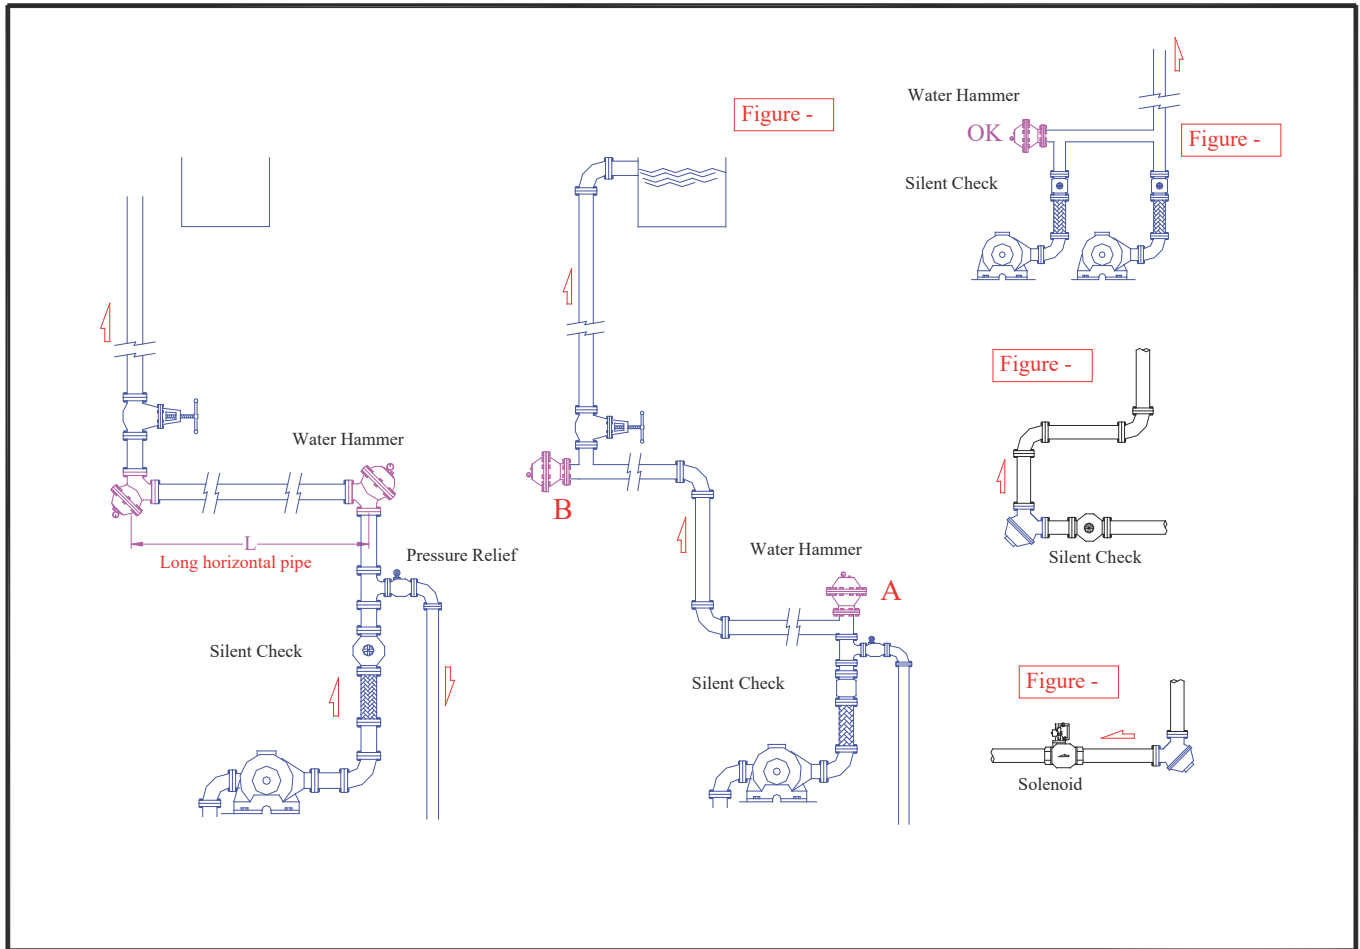 Figure -
Water Hammer
OK
Figure -
Silent Check
Figure -
Water Hammer
B
L
Long horizontal pipe
Pressure Relief
Water Hammer
A
Silent Check
Silent Check
Silent Check
Figure -
Solenoid